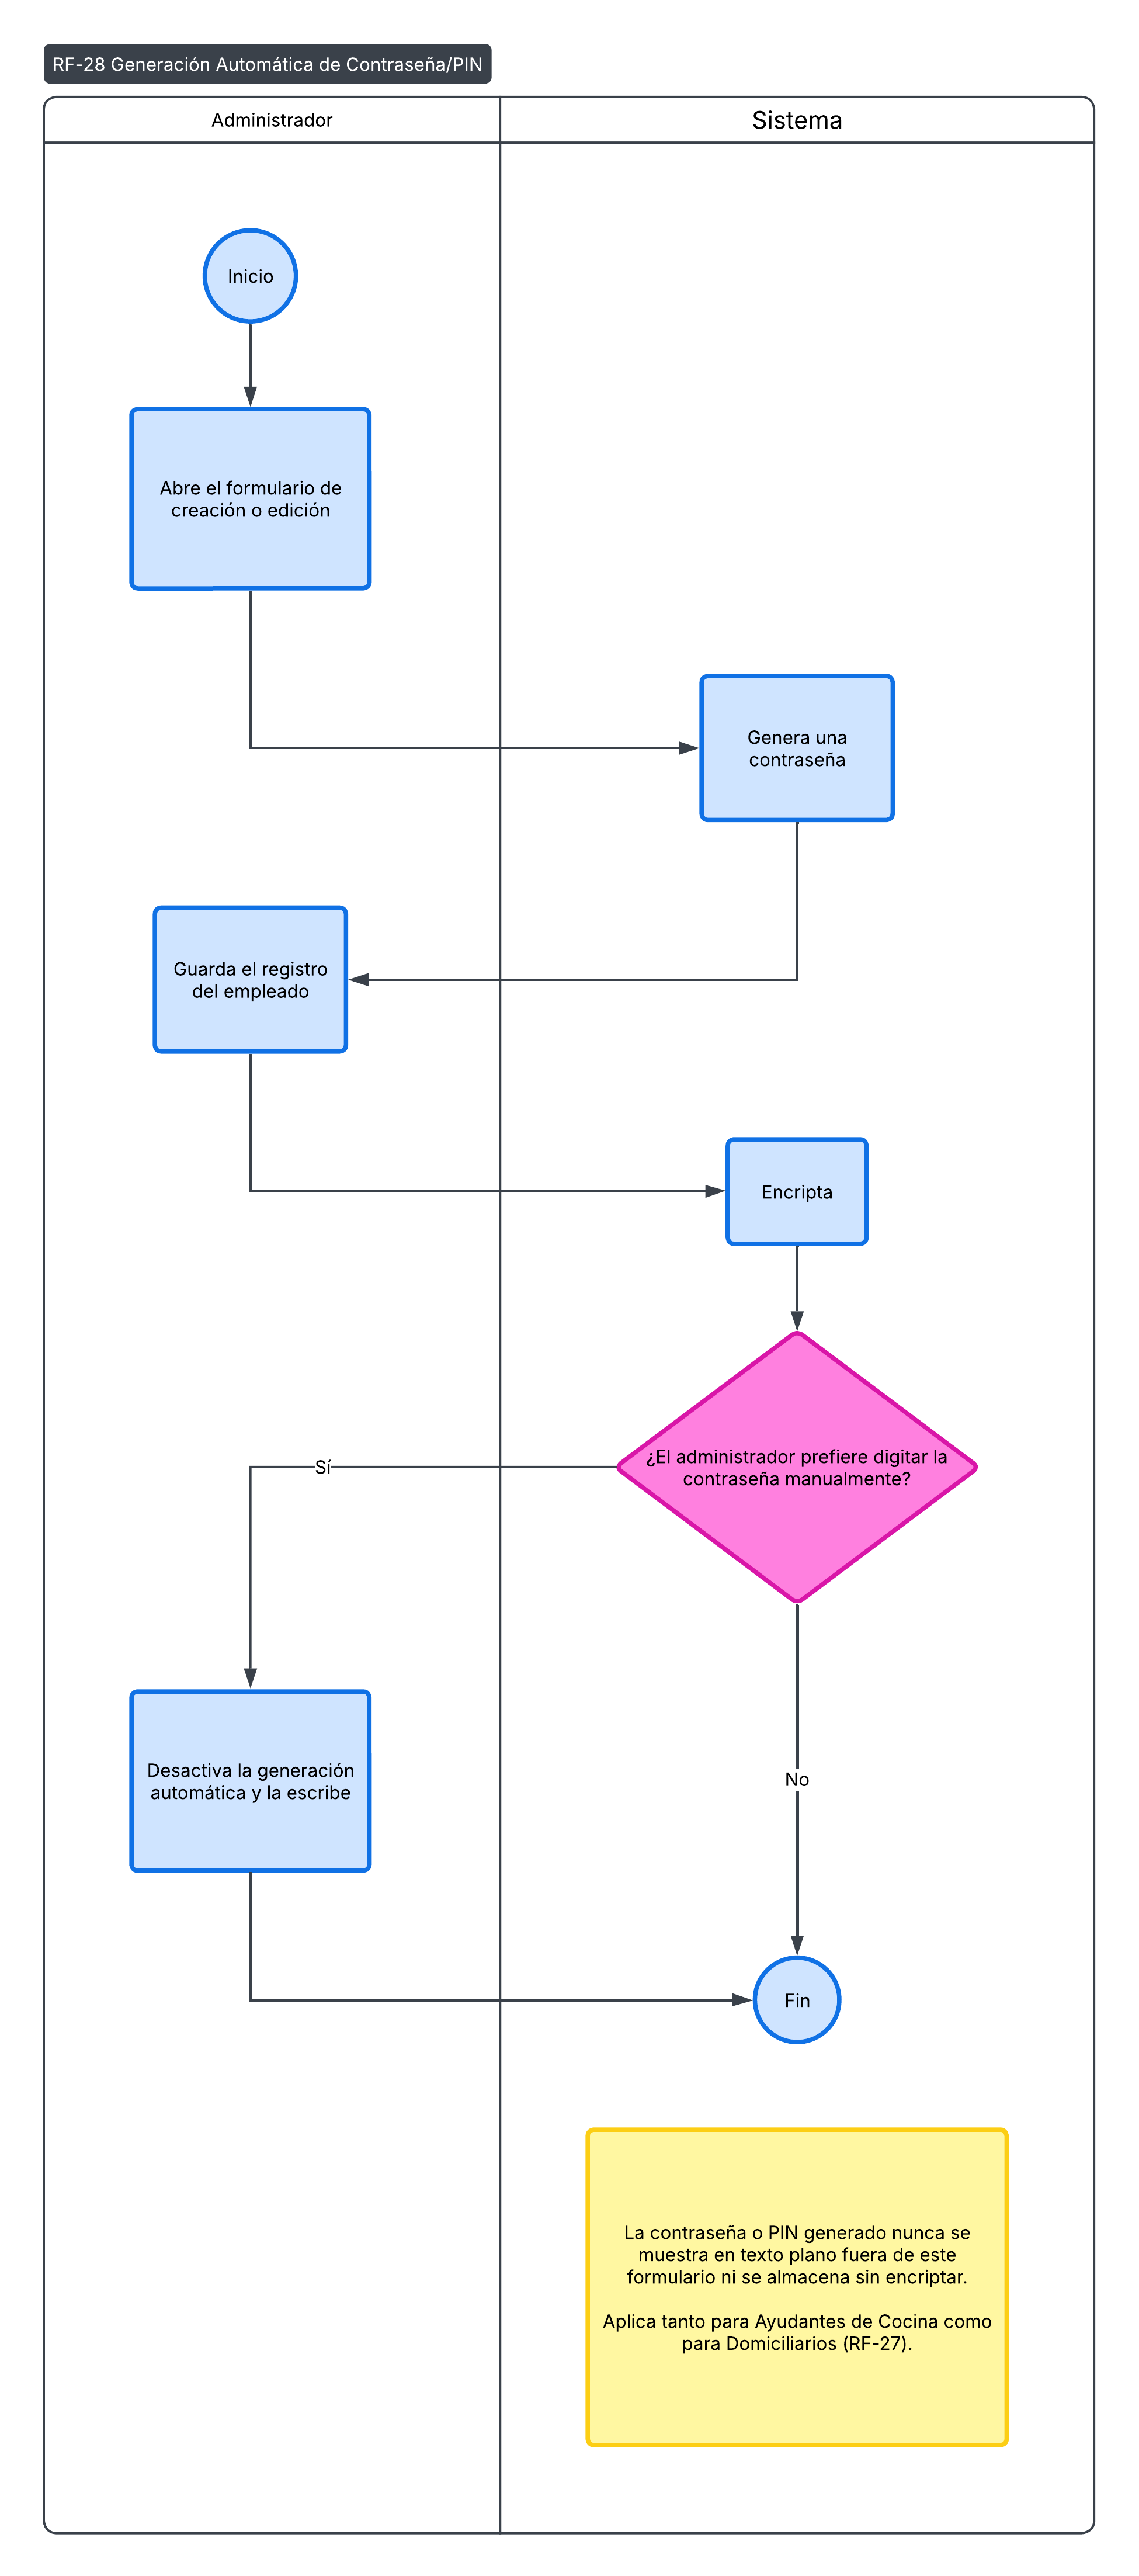 RF-28 Generación Automática de Contraseña/PIN
Administrador
Sistema
Inicio
Abre el formulario de
creación o edición
Genera una
contraseña
Guarda el registro
del empleado
Encripta
¿El administrador prefiere digitar la
contraseña manualmente?
Sí
Desactiva la generación
automática y la escribe
No
Fin
La contraseña o PIN generado nunca se
muestra en texto plano fuera de este
formulario ni se almacena sin encriptar.
Aplica tanto para Ayudantes de Cocina como
para Domiciliarios (RF-27).